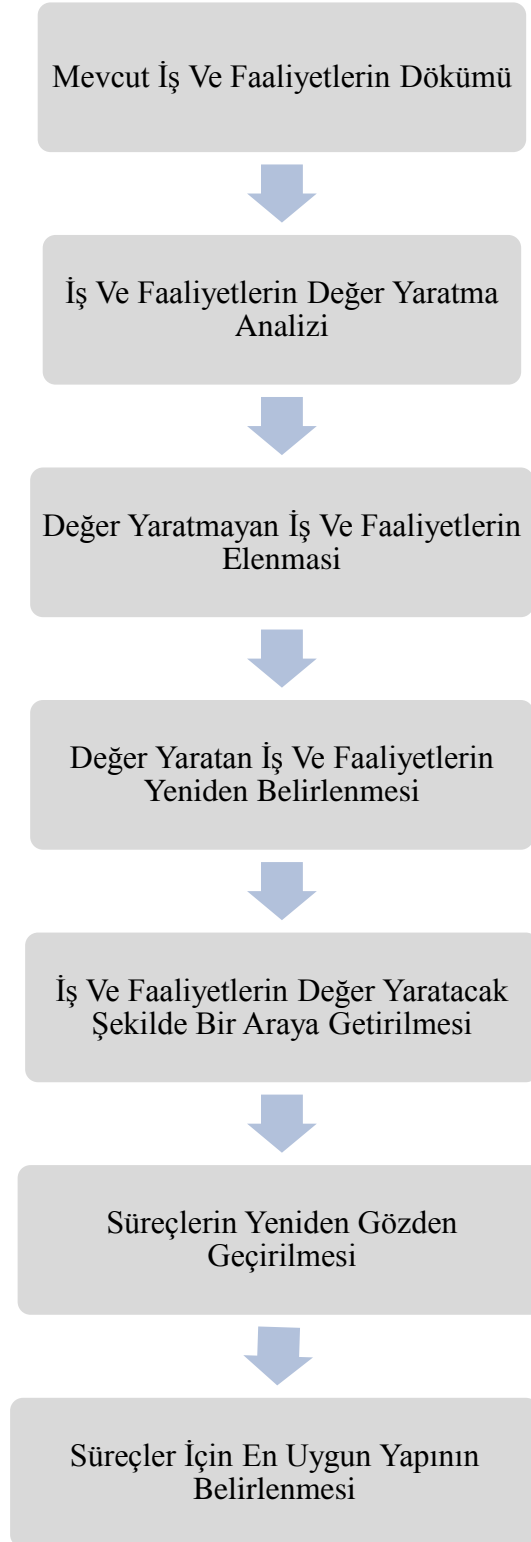 Mevcut İş Ve Faaliyetlerin Dökümü
İş Ve Faaliyetlerin Değer Yaratma
Analizi
Değer Yaratmayan İş Ve Faaliyetlerin
Elenmasi
Değer Yaratan İş Ve Faaliyetlerin
Yeniden Belirlenmesi
İş Ve Faaliyetlerin Değer Yaratacak
Şekilde Bir Araya Getirilmesi
Süreçlerin Yeniden Gözden
Geçirilmesi
Süreçler İçin En Uygun Yapının
Belirlenmesi